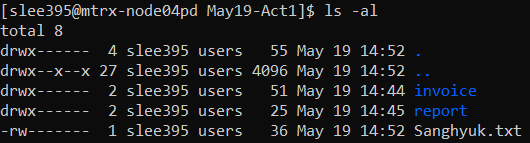 [slee395@mtrx-node04pd May19-Act1]$ ls -al
total 8
drwx------  4 slee395 users   55 May 19 14:52 .
drwx--x--x 27 slee395 users 4096 May 19 14:52 ..
drwx------  2 slee395 users   51 May 19 14:44 invoice
drwx------  2 slee395 users   25 May 19 14:45 report
-rw-------  1 slee395 users   36 May 19 14:52 Sanghyuk.txt